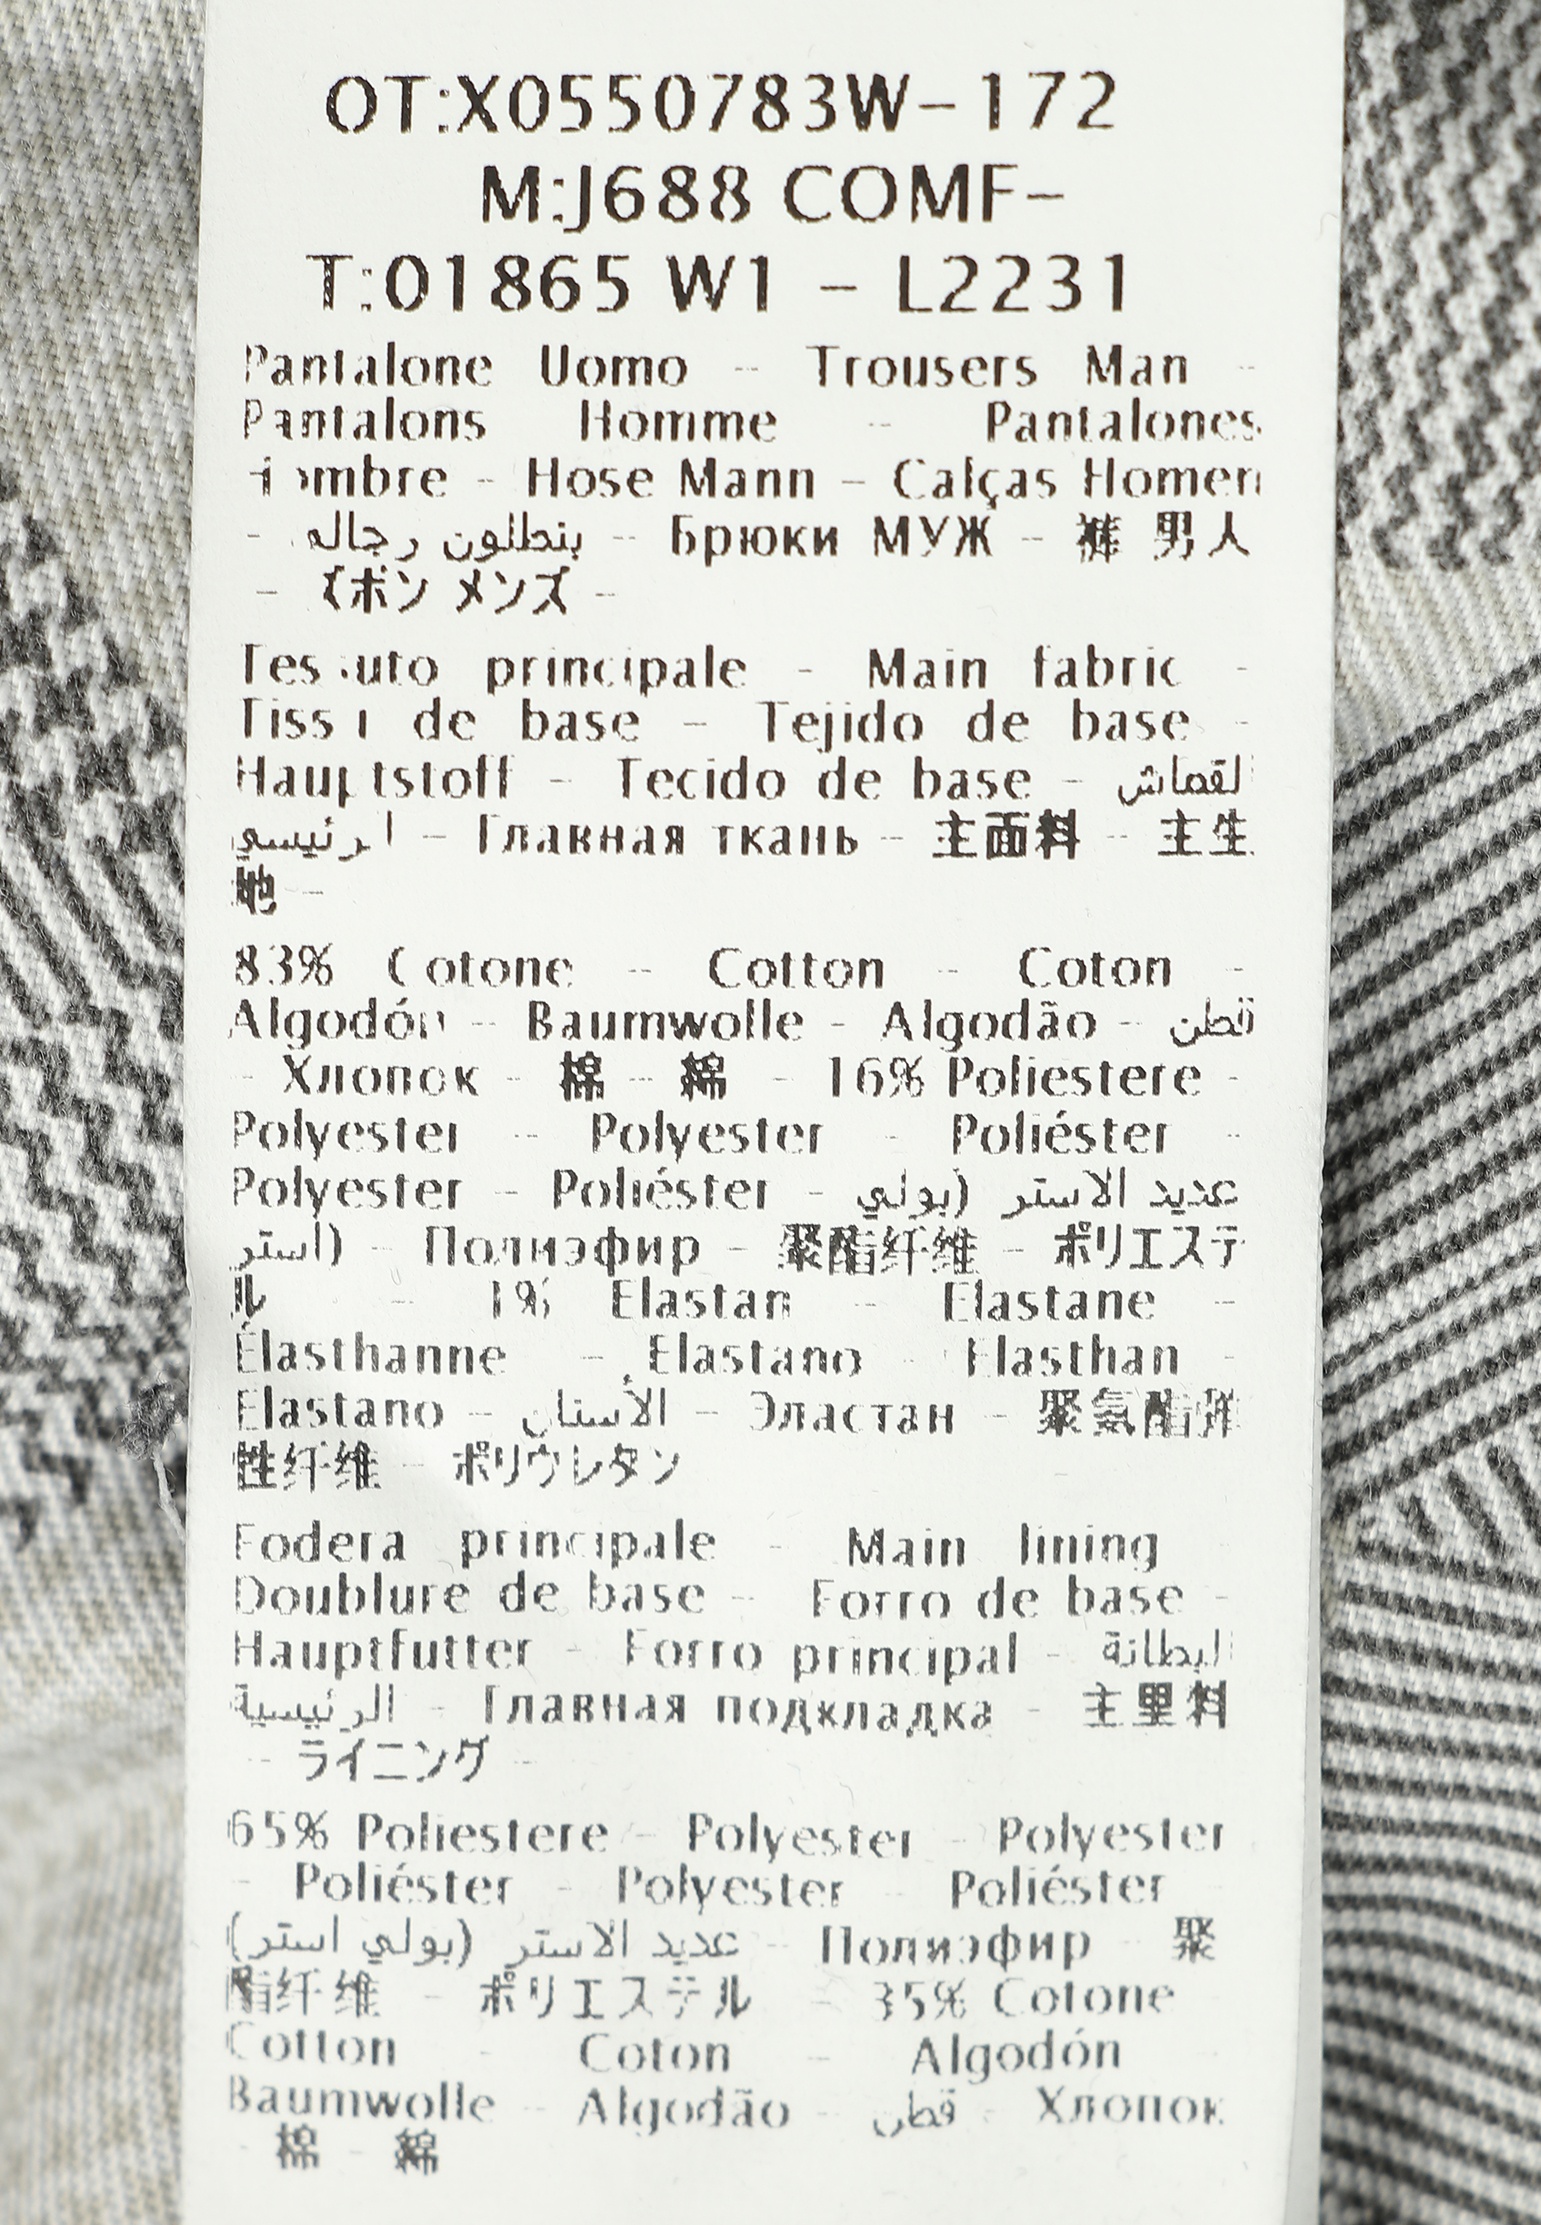 OT:X0550783W-172
M:J688 COMF-
T:01865 W1 - L2231
Pantalone Uomo - Trousers Man -
Pantalons Homme - Pantalones
Hombre - Hose Mann - Calças Homem
- بنطلون رجاله - Брюки МУЖ - 裤 男人
- ズボン メンズ -
Tessuto principale - Main fabric -
Tissu de base - Tejido de base -
Hauptstoff - Tecido de base - القماش
الرئيسي - Главная ткань - 主面料 - 主生
地 -
83% Cotone - Cotton - Coton -
Algodón - Baumwolle - Algodão - قطن
- Хлопок - 棉 - 綿 - 16% Poliestere -
Polyester - Polyester - Poliéster -
Polyester - Poliéster - عديد الاستر (بولي
استر) - Полиэфир - 聚酯纤维 - ポリエステ
ル - 1% Elastan - Elastane -
Élasthanne - Elastano - Elasthan -
Elastano - الأستان - Эластан - 聚氨酯弹
性纤维 - ポリウレタン
Fodera principale - Main lining
Doublure de base - Forro de base -
Hauptfutter - Forro principal - البطانة
الرئيسية - Главная подкладка - 主里料
- ライニング -
65% Poliestere - Polyester - Polyester
- Poliéster - Polyester - Poliéster -
عديد الاستر (بولي استر) - Полиэфир - 聚
酯纤维 - ポリエステル - 35% Cotone -
Cotton - Coton - Algodón -
Baumwolle - Algodão - قطن - Хлопок
- 棉 - 綿